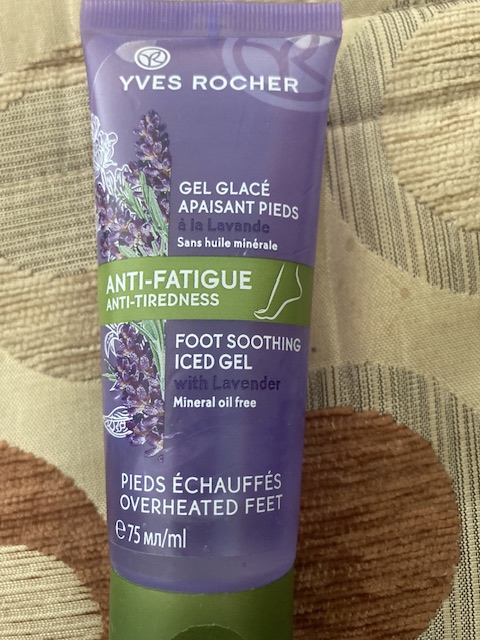 YVES ROCHER
GEL GLACÉ
APAISANT PIEDS
à la Lavande
Sans huile minérale
ANTI-FATIGUE
ANTI-TIREDNESS
FOOT SOOTHING
ICED GEL
with Lavender
Mineral oil free
PIEDS ÉCHAUFFÉS
OVERHEATED FEET
℮ 75 мл/ml